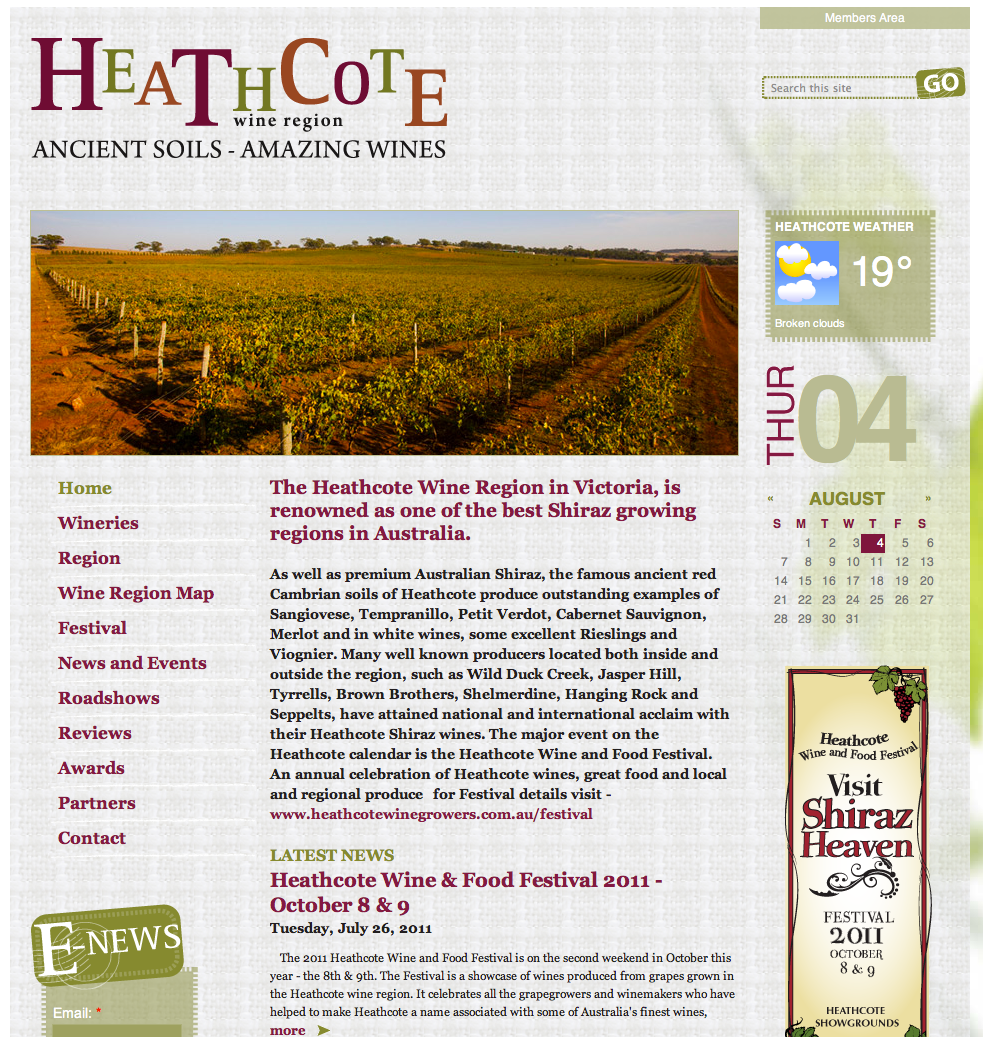 Members Area
HEATHCOTE
wine region
ANCIENT SOILS - AMAZING WINES
Search this site
GO
HEATHCOTE WEATHER
19°
Broken clouds
THUR
04
« AUGUST »
S M T W T F S
1 2 3 4 5 6
7 8 9 10 11 12 13
14 15 16 17 18 19 20
21 22 23 24 25 26 27
28 29 30 31
Home
Wineries
Region
Wine Region Map
Festival
News and Events
Roadshows
Reviews
Awards
Partners
Contact
E-NEWS
Email: *
The Heathcote Wine Region in Victoria, is
renowned as one of the best Shiraz growing
regions in Australia.
As well as premium Australian Shiraz, the famous ancient red
Cambrian soils of Heathcote produce outstanding examples of
Sangiovese, Tempranillo, Petit Verdot, Cabernet Sauvignon,
Merlot and in white wines, some excellent Rieslings and
Viognier. Many well known producers located both inside and
outside the region, such as Wild Duck Creek, Jasper Hill,
Tyrrells, Brown Brothers, Shelmerdine, Hanging Rock and
Seppelts, have attained national and international acclaim with
their Heathcote Shiraz wines. The major event on the
Heathcote calendar is the Heathcote Wine and Food Festival.
An annual celebration of Heathcote wines, great food and local
and regional produce for Festival details visit -
www.heathcotewinegrowers.com.au/festival
LATEST NEWS
Heathcote Wine & Food Festival 2011 -
October 8 & 9
Tuesday, July 26, 2011
The 2011 Heathcote Wine and Food Festival is on the second weekend in October this
year - the 8th & 9th. The Festival is a showcase of wines produced from grapes grown in
the Heathcote wine region. It celebrates all the grapegrowers and winemakers who have
helped to make Heathcote a name associated with some of Australia's finest wines,
more
Heathcote
Wine and Food Festival
Visit
Shiraz
Heaven
FESTIVAL
2011
OCTOBER
8 & 9
HEATHCOTE
SHOWGROUNDS